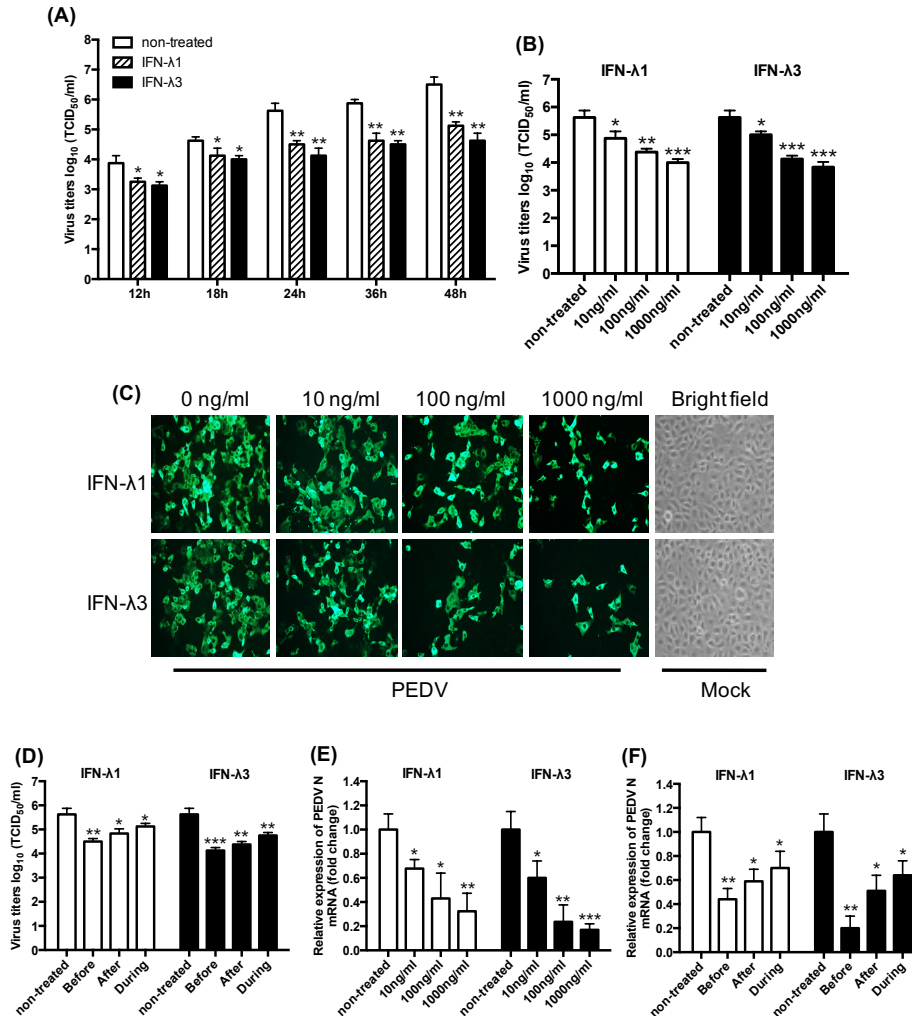 (A)
non-treated
IFN-λ1
IFN-λ3
Virus titers log10 (TCID50/ml)
8
7
6
5
4
3
2
1
0
* * * * ** ** ** ** ** **
12h 18h 24h 36h 48h
(B)
IFN-λ1 IFN-λ3
Virus titers log10 (TCID50/ml)
7
6
5
4
3
2
1
0
* ** *** * *** ***
non-treated 10ng/ml 100ng/ml 1000ng/ml non-treated 10ng/ml 100ng/ml 1000ng/ml
(C)
0 ng/ml 10 ng/ml 100 ng/ml 1000 ng/ml Bright field
IFN-λ1
IFN-λ3
PEDV Mock
(D)
IFN-λ1 IFN-λ3
Virus titers log10 (TCID50/ml)
7
6
5
4
3
2
1
0
** * * *** ** **
non-treated Before After During non-treated Before After During
(E)
IFN-λ1 IFN-λ3
Relative expression of PEDV N
mRNA (fold change)
1.4
1.2
1.0
0.8
0.6
0.4
0.2
0.0
* * ** * ** ***
non-treated 10ng/ml 100ng/ml 1000ng/ml non-treated 10ng/ml 100ng/ml 1000ng/ml
(F)
IFN-λ1 IFN-λ3
Relative expression of PEDV N
mRNA (fold change)
1.4
1.2
1.0
0.8
0.6
0.4
0.2
0.0
** * * ** * *
non-treated Before After During non-treated Before After During